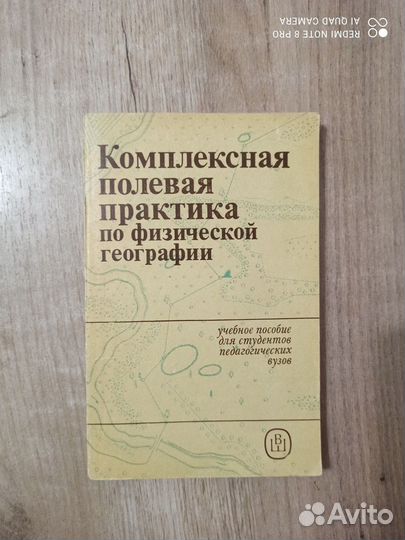 REDMI NOTE 8 PRO
AI QUAD CAMERA
Комплексная
полевая
практика
по физической
географии
учебное пособие
для студентов
педагогических
вузов
ВШ
Avito